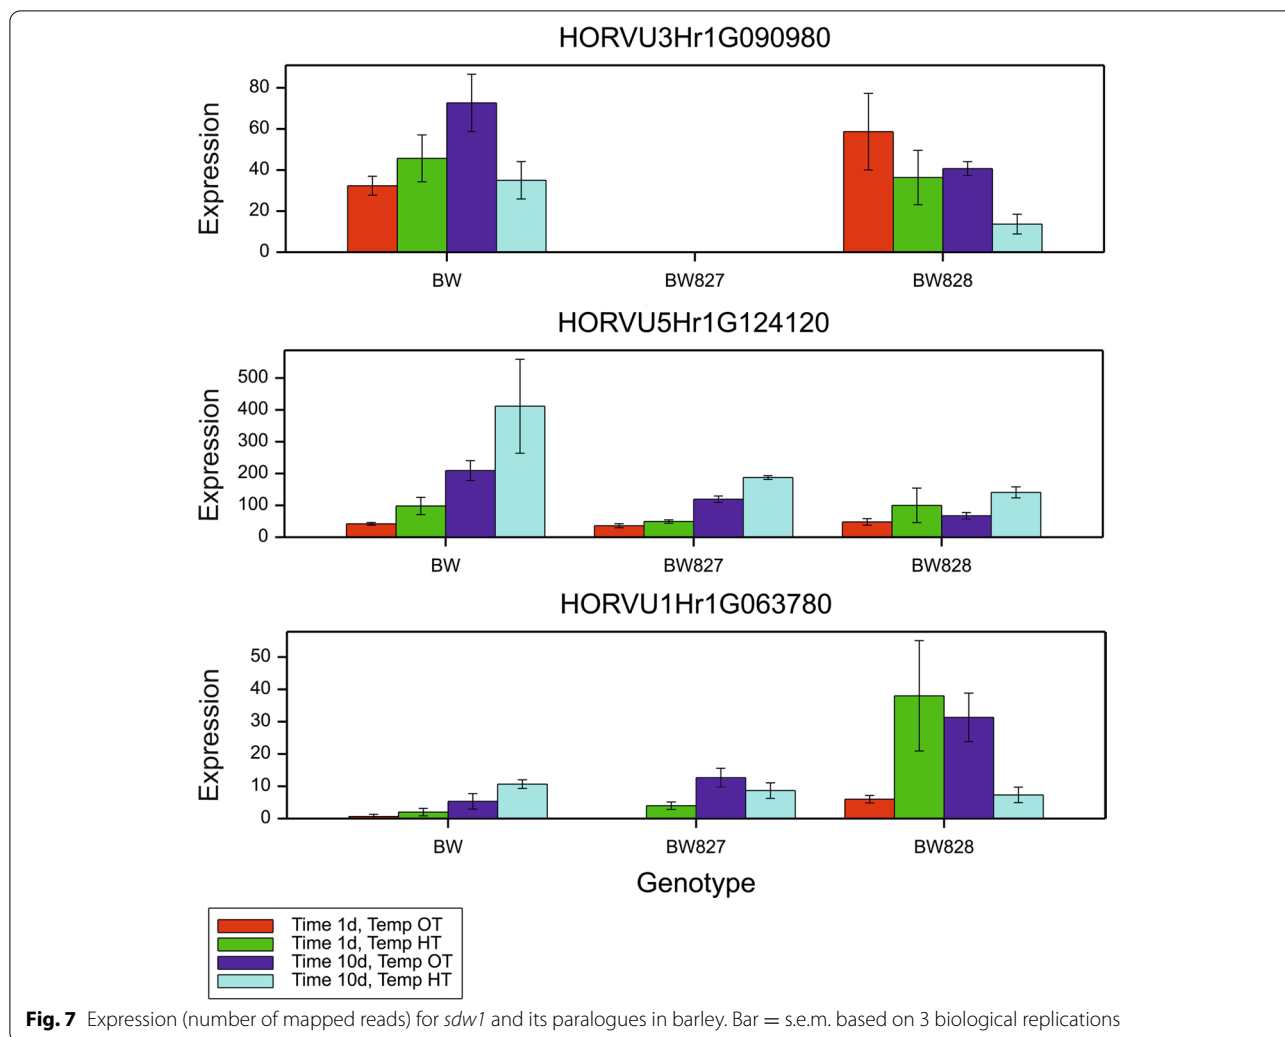 HORVU3Hr1G090980
Expression
80
60
40
20
0
BW
BW827
BW828
HORVU5Hr1G124120
Expression
500
400
300
200
100
0
BW
BW827
BW828
HORVU1Hr1G063780
Expression
50
40
30
20
10
0
BW
BW827
BW828
Genotype
Time 1d, Temp OT
Time 1d, Temp HT
Time 10d, Temp OT
Time 10d, Temp HT
Fig. 7 Expression (number of mapped reads) for sdw1 and its paralogues in barley. Bar = s.e.m. based on 3 biological replications